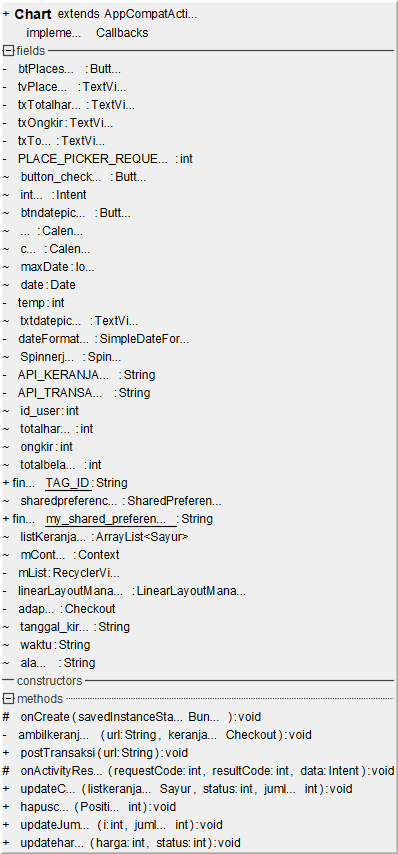 + Chart extends AppCompatActi...
impleme... Callbacks
fields
- btPlaces... :Butt...
- tvPlace... :TextVi...
- txTotalhar... :TextVi...
- txOngkir:TextVi...
- txTo... :TextVi...
- PLACE_PICKER_REQUE... :int
~ button_check... :Butt...
~ int... :Intent
~ btndatepic... :Butt...
~ ... :Calen...
~ c... :Calen...
~ maxDate:lo...
~ date:Date
- temp:int
~ txtdatepic... :TextVi...
- dateFormat... :SimpleDateFor...
~ Spinnerj... :Spin...
- API_KERANJA... :String
- API_TRANSA... :String
~ id_user:int
~ totalhar... :int
~ ongkir:int
~ totalbela... :int
+ fin... TAG_ID:String
~ sharedpreferenc... :SharedPreferen...
+ fin... my_shared_preferen... :String
~ listKeranja... :ArrayList<Sayur>
~ mCont... :Context
- mList:RecyclerVi...
- linearLayoutMana... :LinearLayoutMana...
- adap... :Checkout
~ tanggal_kir... :String
~ waktu:String
~ ala... :String
constructors
methods
# onCreate(savedInstanceSta... Bun... ):void
- ambilkeranj... (url:String, keranja... Checkout):void
+ postTransaksi(url:String):void
# onActivityRes... (requestCode:int, resultCode:int, data:Intent):void
+ updateC... (listkeranja... Sayur, status:int, juml... int):void
+ hapusc... (Positi... int):void
+ updateJum... (i:int, juml... int):void
+ updatehar... (harga:int, status:int):void